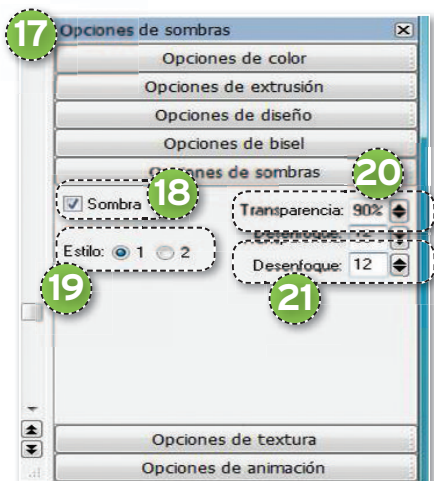 17
Opciones de sombras
Opciones de color
Opciones de extrusión
Opciones de diseño
Opciones de bisel
Opciones de sombras
18
20
Sombra
Transparencia: 90%
Desenfoque:
Estilo: 1 2
Desenfoque: 12
19
21
Opciones de textura
Opciones de animación